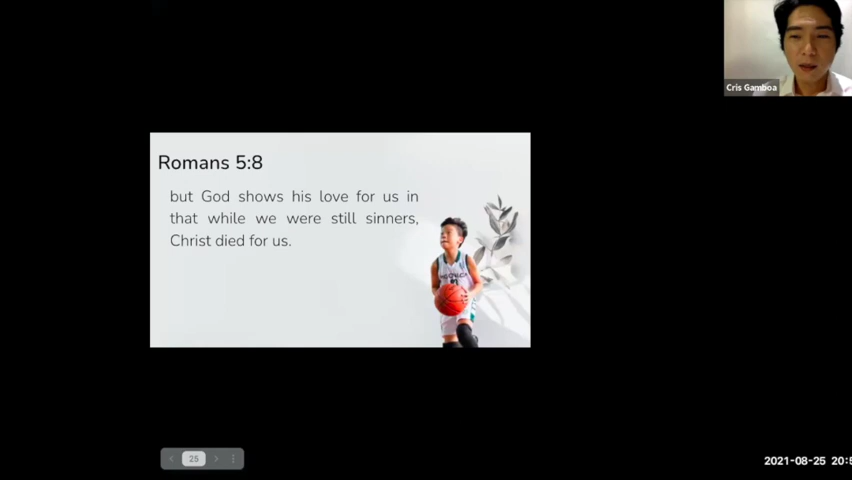 Cris Gamboa
Romans 5:8
but God shows his love for us in
that while we were still sinners,
Christ died for us.
25
2021-08-25 20:5